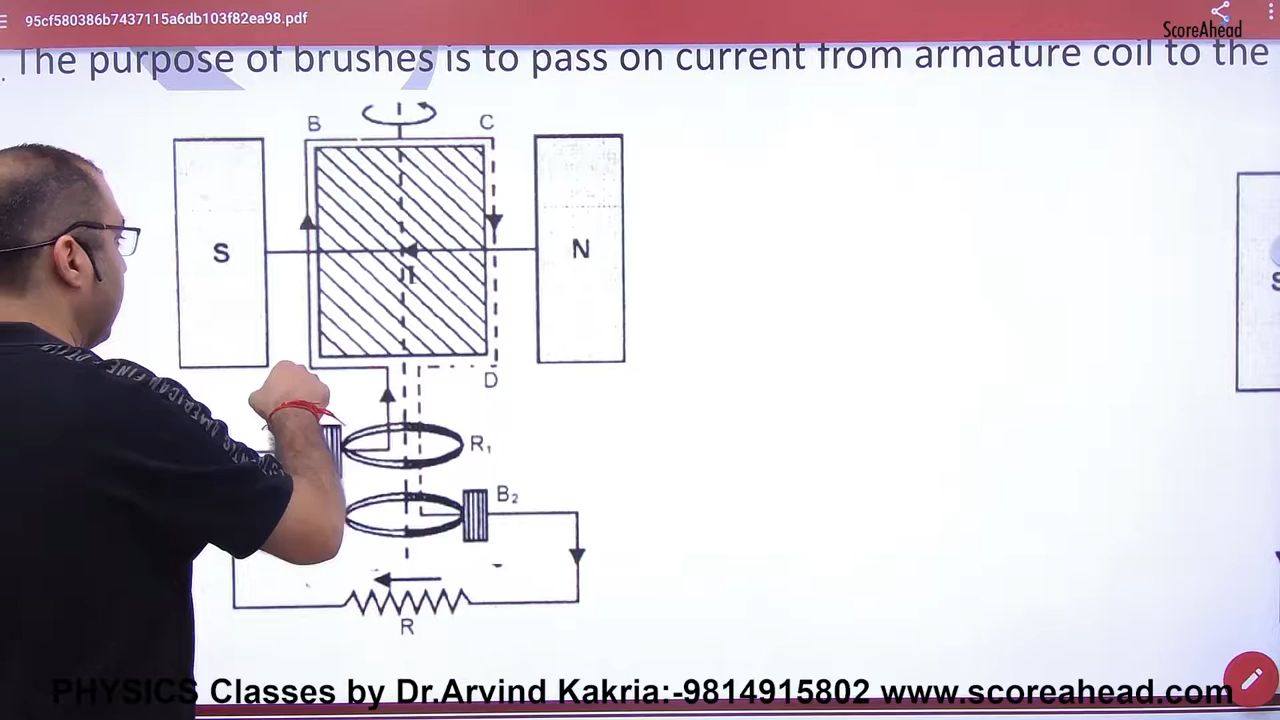 95cf580386b7437115a6db103f82ea98.pdf
ScoreAhead
. The purpose of brushes is to pass on current from armature coil to the
B
C
S
N
S
D
R₁
B₂
R
PHYSICS Classes by Dr.Arvind Kakria:-9814915802 www.scoreahead.com